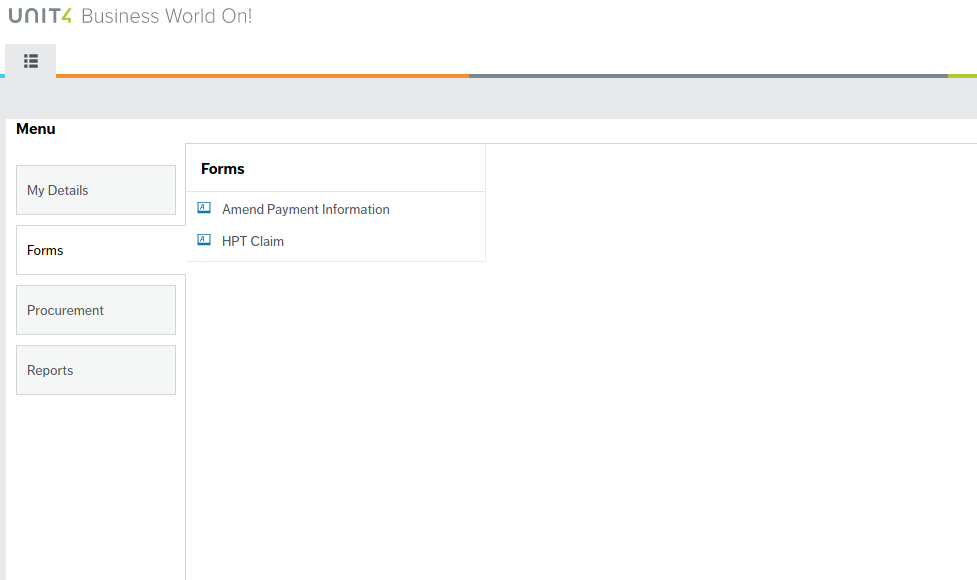 UNIT4 Business World On!
Menu
My Details
Forms
Procurement
Reports
Forms
Amend Payment Information
HPT Claim